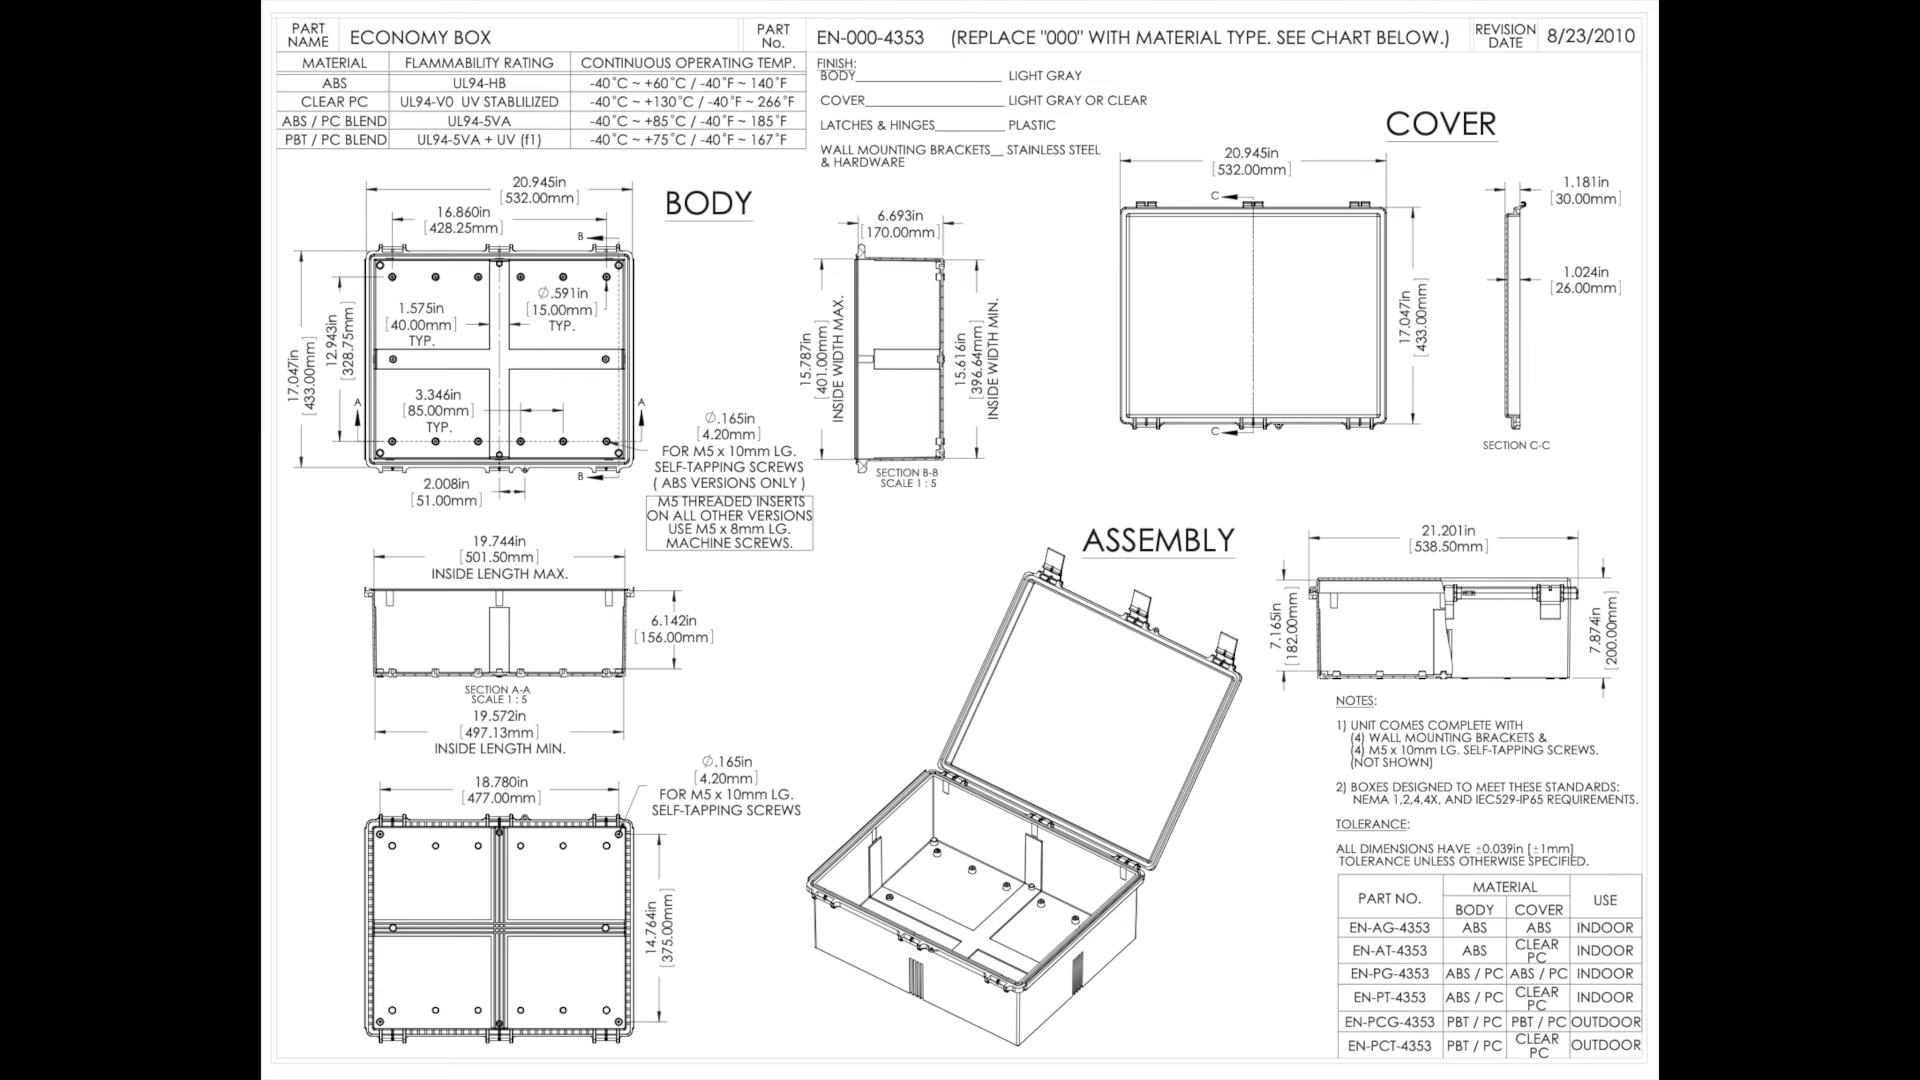 PART NAME ECONOMY BOX PART No. EN-000-4353 (REPLACE "000" WITH MATERIAL TYPE. SEE CHART BELOW.) REVISION DATE 8/23/2010
MATERIAL FLAMMABILITY RATING CONTINUOUS OPERATING TEMP.
ABS UL94-HB -40°C ~ +60°C / -40°F ~ 140°F
CLEAR PC UL94-V0 UV STABLILIZED -40°C ~ +130°C / -40°F ~ 266°F
ABS / PC BLEND UL94-5VA -40°C ~ +85°C / -40°F ~ 185°F
PBT / PC BLEND UL94-5VA + UV (f1) -40°C ~ +75°C / -40°F ~ 167°F
FINISH:
BODY LIGHT GRAY
COVER LIGHT GRAY OR CLEAR
LATCHES & HINGES PLASTIC
WALL MOUNTING BRACKETS STAINLESS STEEL
& HARDWARE
BODY
20.945in
[532.00mm]
16.860in
[428.25mm]
B
Ø.591in
[15.00mm]
TYP.
1.575in
[40.00mm]
TYP.
17.047in
[433.00mm]
12.943in
[328.75mm]
3.346in
[85.00mm]
TYP.
A
A
B
2.008in
[51.00mm]
Ø.165in
[4.20mm]
FOR M5 x 10mm LG.
SELF-TAPPING SCREWS
( ABS VERSIONS ONLY )
M5 THREADED INSERTS
ON ALL OTHER VERSIONS
USE M5 x 8mm LG.
MACHINE SCREWS.
6.693in
[170.00mm]
15.787in
[401.00mm]
INSIDE WIDTH MAX.
15.616in
[396.64mm]
INSIDE WIDTH MIN.
SECTION B-B
SCALE 1 : 5
COVER
20.945in
[532.00mm]
C
C
17.047in
[433.00mm]
1.181in
[30.00mm]
1.024in
[26.00mm]
SECTION C-C
19.744in
[501.50mm]
INSIDE LENGTH MAX.
6.142in
[156.00mm]
SECTION A-A
SCALE 1 : 5
19.572in
[497.13mm]
INSIDE LENGTH MIN.
18.780in
[477.00mm]
Ø.165in
[4.20mm]
FOR M5 x 10mm LG.
SELF-TAPPING SCREWS
14.764in
[375.00mm]
ASSEMBLY
21.201in
[538.50mm]
7.165in
[182.00mm]
7.874in
[200.00mm]
NOTES:
1) UNIT COMES COMPLETE WITH
(4) WALL MOUNTING BRACKETS &
(4) M5 x 10mm LG. SELF-TAPPING SCREWS.
(NOT SHOWN)
2) BOXES DESIGNED TO MEET THESE STANDARDS:
NEMA 1,2,4,4X, AND IEC529-IP65 REQUIREMENTS.
TOLERANCE:
ALL DIMENSIONS HAVE ±0.039in [±1mm]
TOLERANCE UNLESS OTHERWISE SPECIFIED.
PART NO. MATERIAL USE
BODY COVER
EN-AG-4353 ABS ABS INDOOR
EN-AT-4353 ABS CLEAR PC INDOOR
EN-PG-4353 ABS / PC ABS / PC INDOOR
EN-PT-4353 ABS / PC CLEAR PC INDOOR
EN-PCG-4353 PBT / PC PBT / PC OUTDOOR
EN-PCT-4353 PBT / PC CLEAR PC OUTDOOR